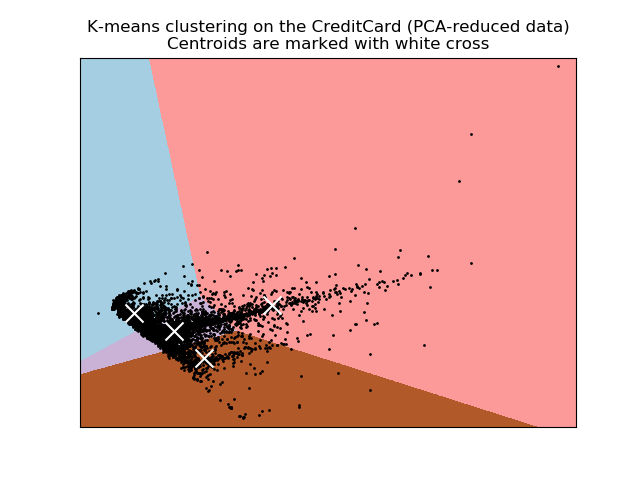 K-means clustering on the CreditCard (PCA-reduced data)
Centroids are marked with white cross